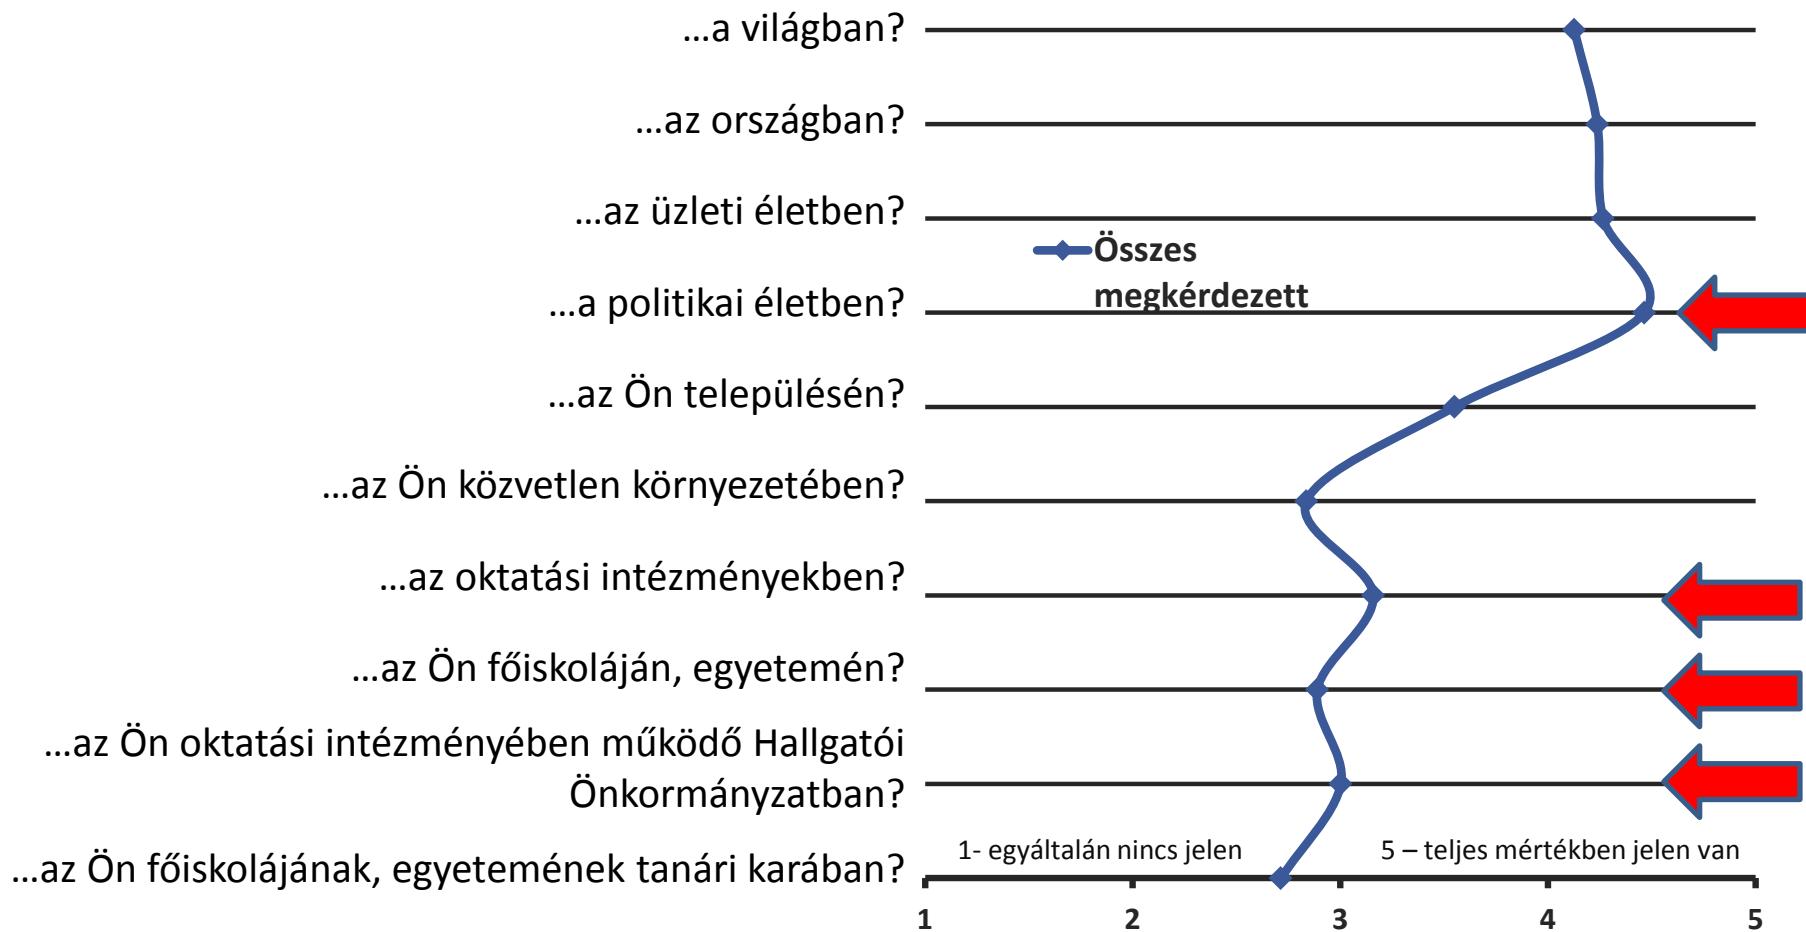 ...a világban?
...az országban?
...az üzleti életben?
Összes
megkérdezett
...a politikai életben?
...az Ön településén?
...az Ön közvetlen környezetében?
...az oktatási intézményekben?
...az Ön főiskoláján, egyetemén?
...az Ön oktatási intézményében működő Hallgatói
Önkormányzatban?
1- egyáltalán nincs jelen
5 – teljes mértékben jelen van
...az Ön főiskolájának, egyetemének tanári karában?
1 2 3 4 5